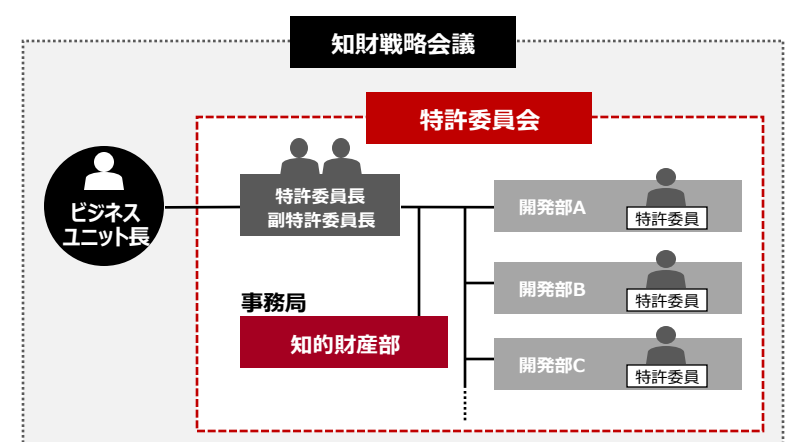 知財戦略会議
特許委員会
ビジネス
ユニット長
特許委員長
副特許委員長
開発部A
特許委員
開発部B
特許委員
事務局
知的財産部
開発部C
特許委員